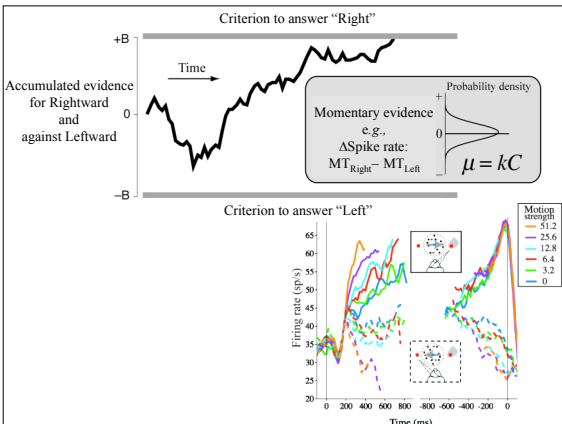 Criterion to answer “Right”
+B
Time
Accumulated evidence
for Rightward
and
against Leftward
0
−B
Probability density
+
0
−
Momentary evidence
e.g.,
ΔSpike rate:
MTRight− MTLeft
μ = kC
Criterion to answer “Left”
Motion
strength
51.2
25.6
12.8
6.4
3.2
0
Firing rate (sp/s)
65
60
55
50
45
40
35
30
25
20
0 200 400 600 800
-800 -600 -400 -200 0
Time (ms)